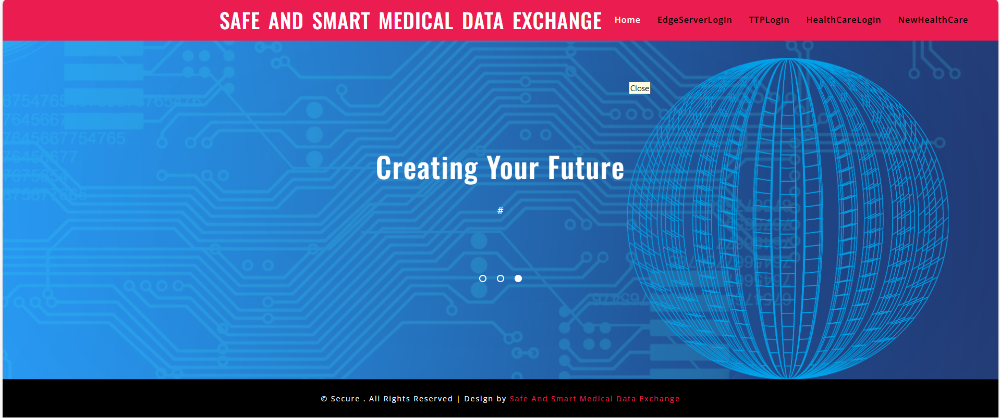 SAFE AND SMART MEDICAL DATA EXCHANGE Home EdgeServerLogin TTPLogin HealthCareLogin NewHealthCare
Close
Creating Your Future
#
© Secure . All Rights Reserved | Design by Safe And Smart Medical Data Exchange